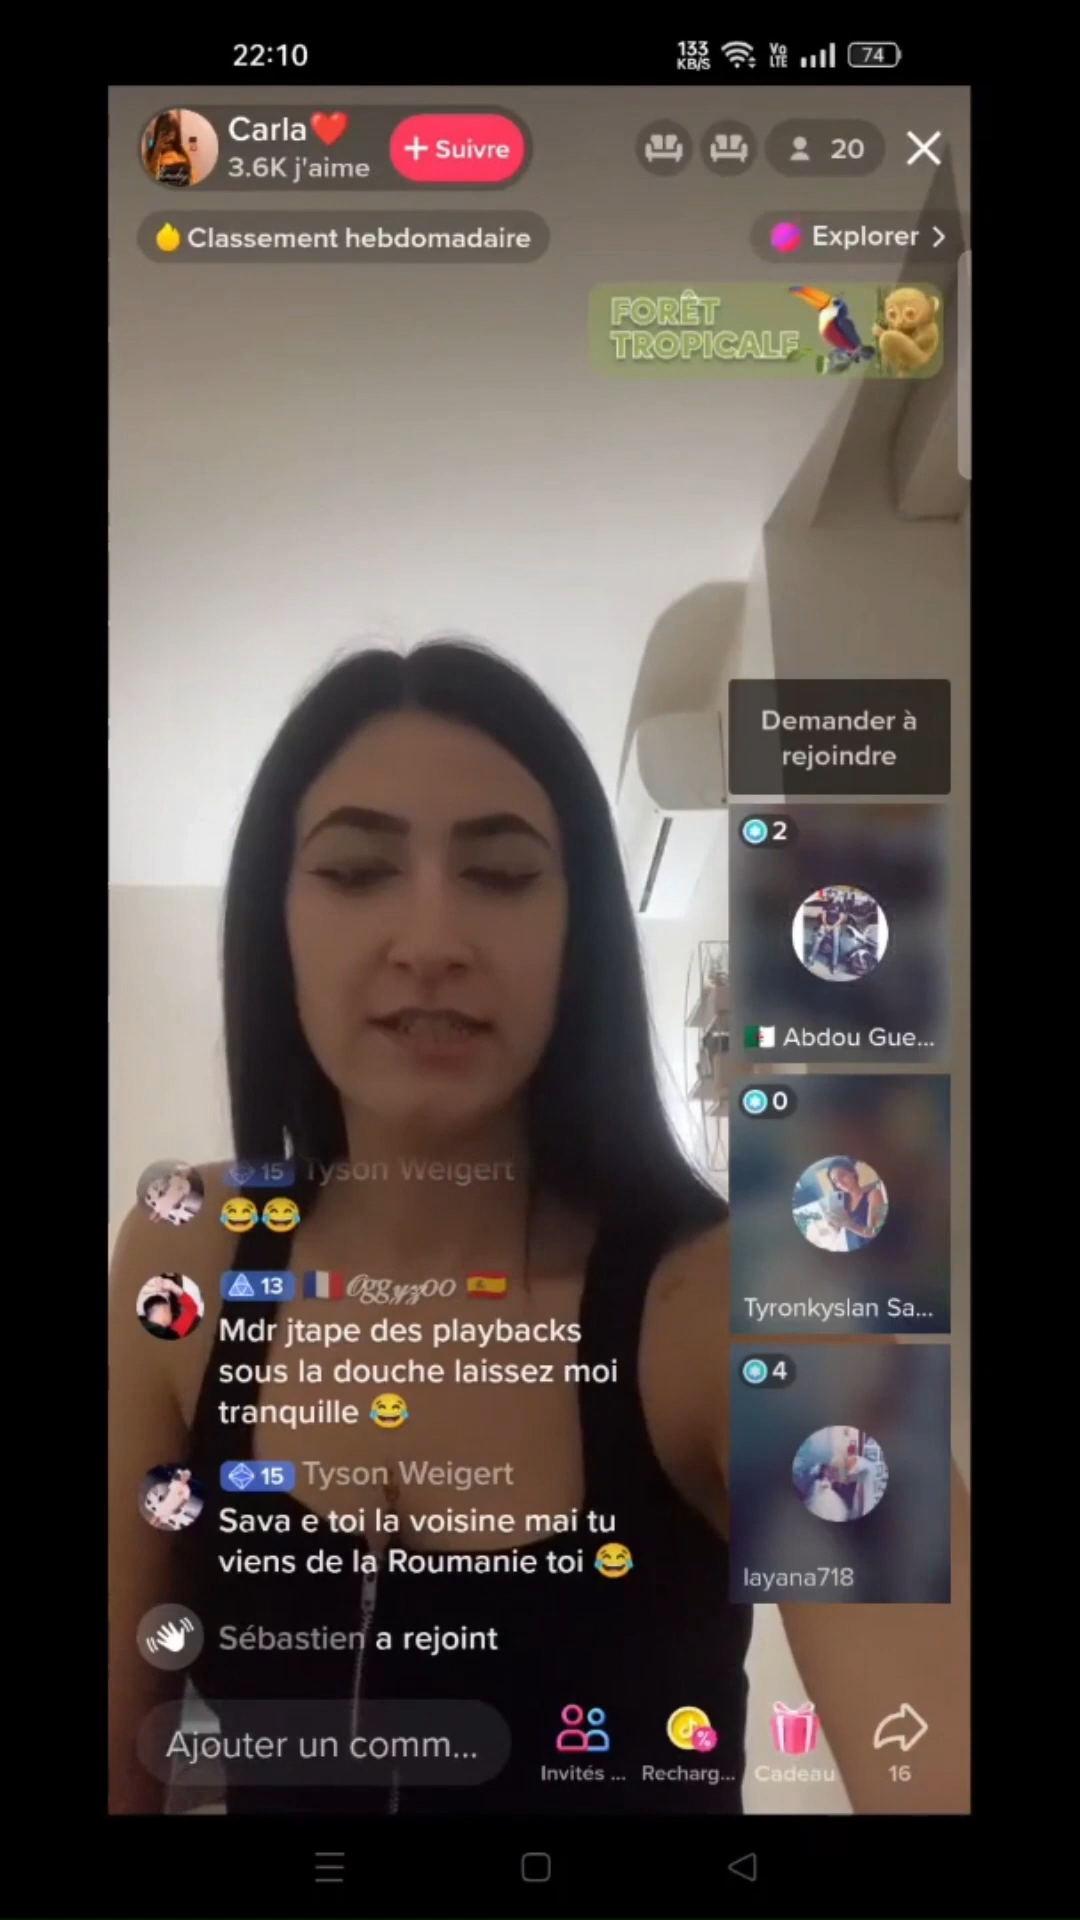 22:10
133
KB/S
Vo
LTE
74
Carla❤️
3.6K j'aime
+ Suivre
20
Classement hebdomadaire
Explorer >
FORÊT
TROPICALE
Demander à
rejoindre
2
🇩🇿 Abdou Gue...
0
Tyronkyslan Sa...
4
layana718
15 Tyson Weigert
😂😂
13 🇫🇷 Oggyzoo 🇪🇸
Mdr jtape des playbacks
sous la douche laissez moi
tranquille 😂
15 Tyson Weigert
Sava e toi la voisine mai tu
viens de la Roumanie toi 😂
Sébastien a rejoint
Ajouter un comm...
Invités ...
Recharg...
Cadeau
16